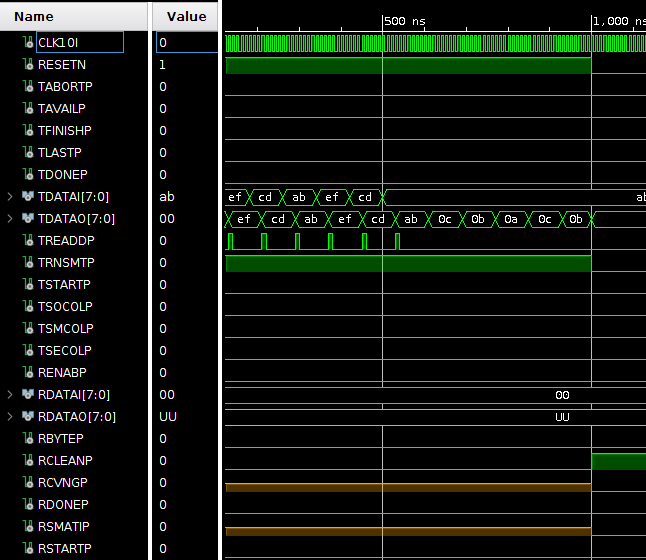 Name Value 500 ns 1,000 ns
CLK10I 0
RESETN 1
TABORTP 0
TAVAILP 0
TFINISHP 0
TLASTP 0
TDONEP 0
TDATAI[7:0] ab ef cd ab ef cd ab
TDATAO[7:0] 00 ef cd ab ef cd ab 0c 0b 0a 0c 0b
TREADDP 0
TRNSMTP 0
TSTARTP 0
TSOCOLP 0
TSMCOLP 0
TSECOLP 0
RENABP 0
RDATAI[7:0] 00 00
RDATAO[7:0] UU UU
RBYTEP 0
RCLEANP 0
RCVNGP 0
RDONEP 0
RSMATIP 0
RSTARTP 0